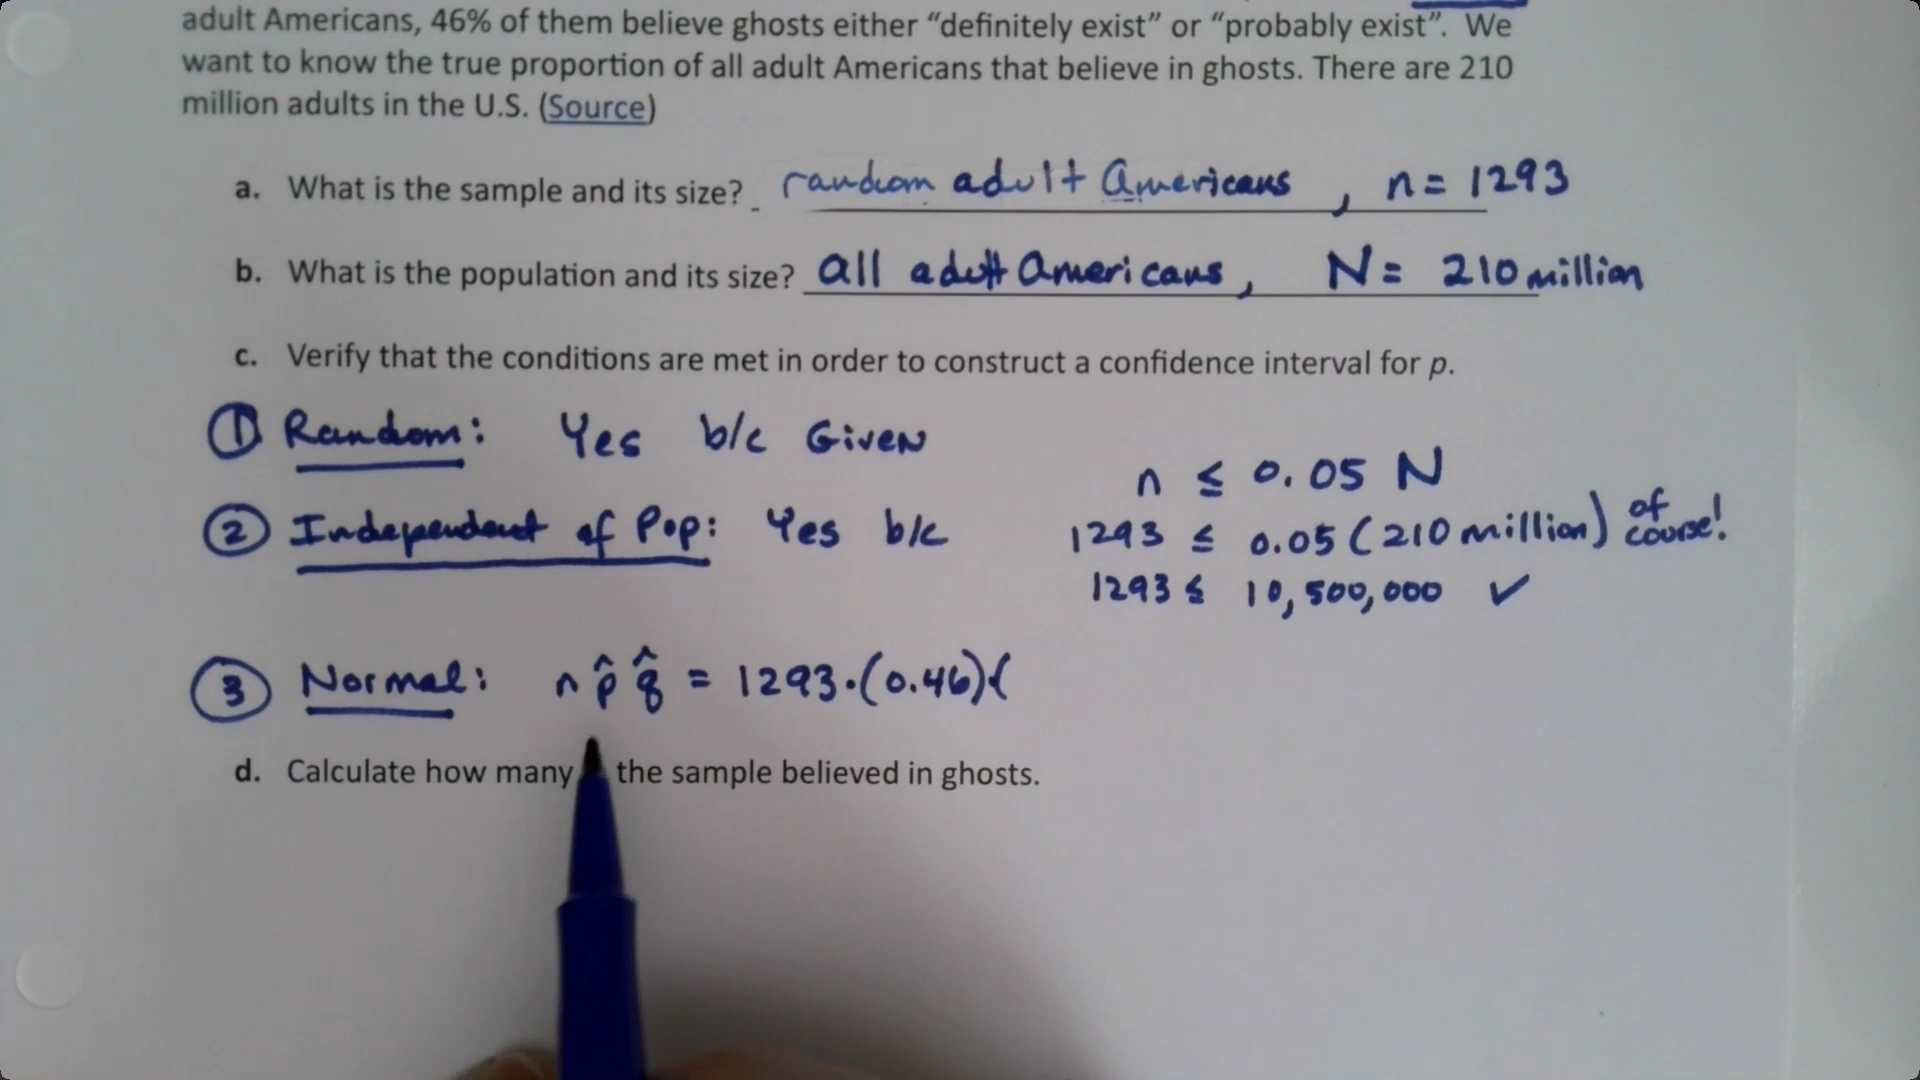 adult Americans, 46% of them believe ghosts either “definitely exist” or “probably exist”. We
want to know the true proportion of all adult Americans that believe in ghosts. There are 210
million adults in the U.S. (Source)
a. What is the sample and its size? random adult Americans, n = 1293
b. What is the population and its size? all adult Americans, N = 210 million
c. Verify that the conditions are met in order to construct a confidence interval for p.
① Random: Yes b/c Given
n ≤ 0.05 N
② Independent of Pop: Yes b/c 1293 ≤ 0.05 (210 million) of course!
1293 ≤ 10,500,000 ✓
③ Normal: n p̂ q̂ = 1293·(0.46)(
d. Calculate how many the sample believed in ghosts.